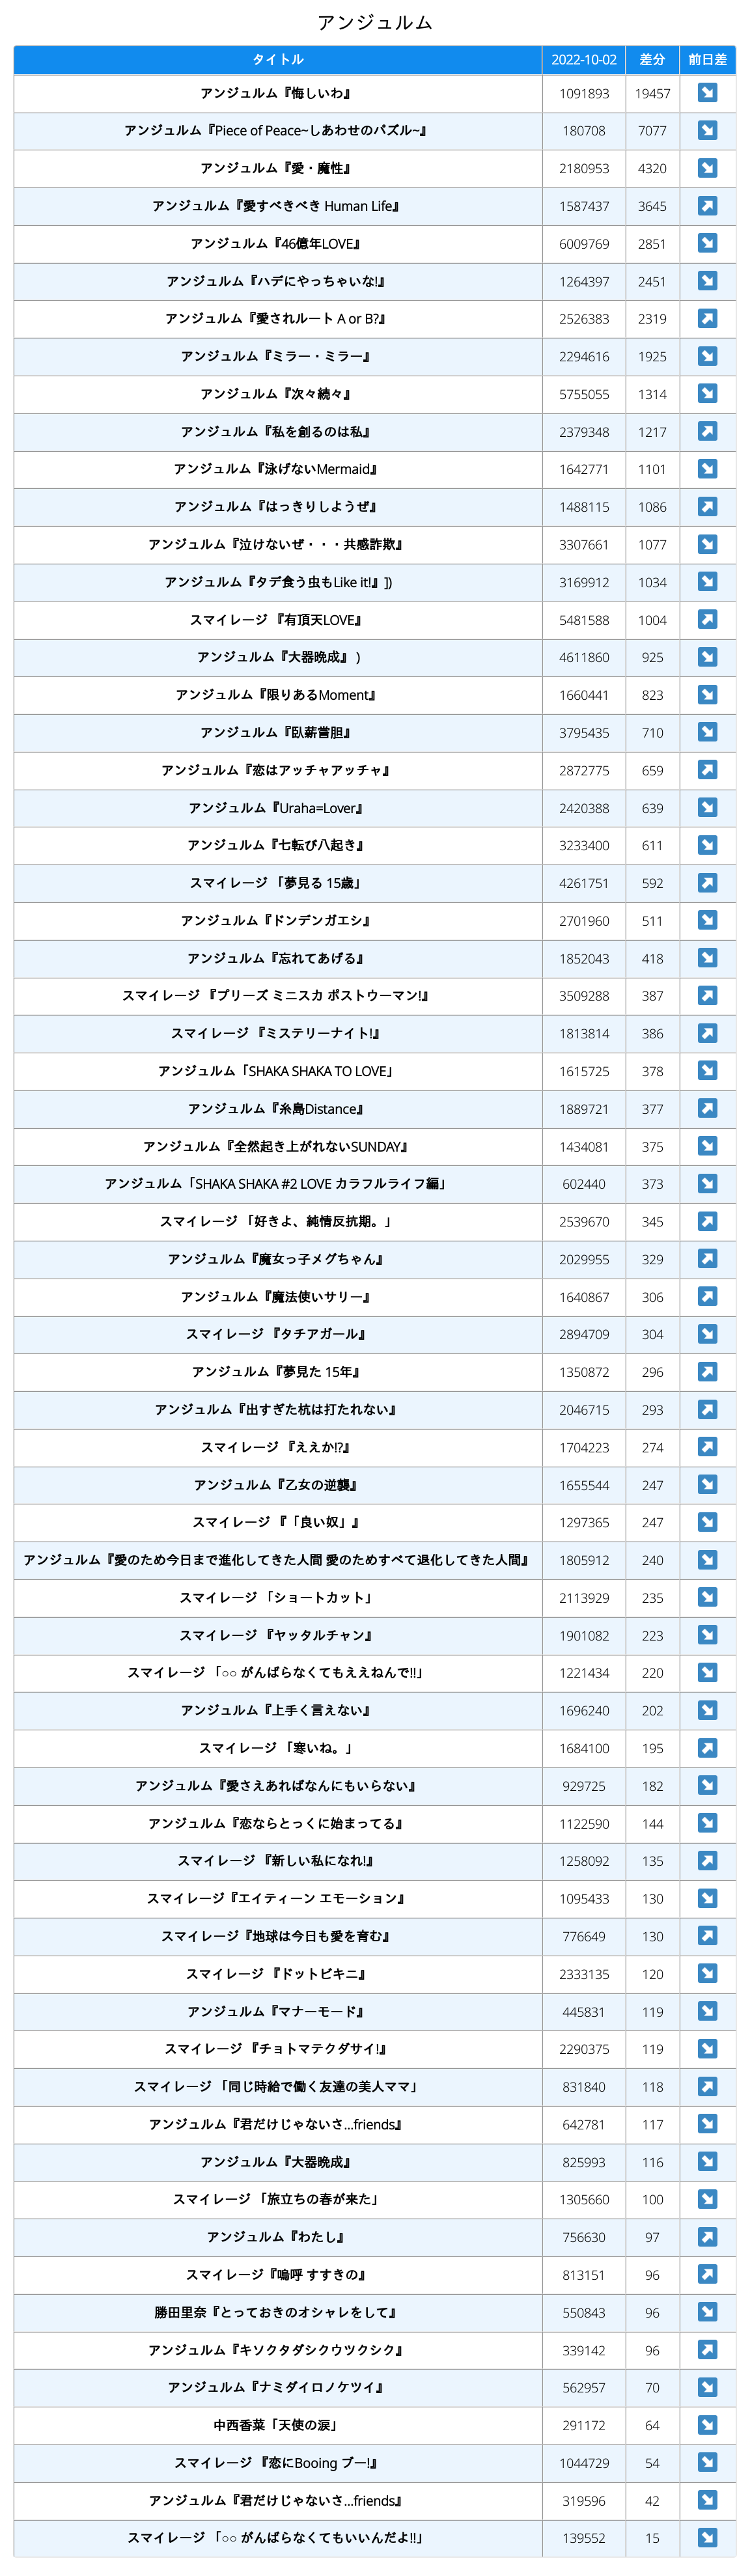 アンジュルム
タイトル 2022-10-02 差分 前日差
アンジュルム『悔しいわ』 1091893 19457 ↘
アンジュルム『Piece of Peace~しあわせのパズル~』 180708 7077 ↘
アンジュルム『愛・魔性』 2180953 4320 ↘
アンジュルム『愛すべきべき Human Life』 1587437 3645 ↗
アンジュルム『46億年LOVE』 6009769 2851 ↘
アンジュルム『ハデにやっちゃいな!』 1264397 2451 ↘
アンジュルム『愛されルート A or B?』 2526383 2319 ↗
アンジュルム『ミラー・ミラー』 2294616 1925 ↘
アンジュルム『次々続々』 5755055 1314 ↘
アンジュルム『私を創るのは私』 2379348 1217 ↗
アンジュルム『泳げないMermaid』 1642771 1101 ↘
アンジュルム『はっきりしようぜ』 1488115 1086 ↗
アンジュルム『泣けないぜ・・・共感詐欺』 3307661 1077 ↘
アンジュルム『タデ食う虫もLike it!』]) 3169912 1034 ↘
スマイレージ 『有頂天LOVE』 5481588 1004 ↗
アンジュルム『大器晩成』 ) 4611860 925 ↘
アンジュルム『限りあるMoment』 1660441 823 ↘
アンジュルム『臥薪嘗胆』 3795435 710 ↘
アンジュルム『恋はアッチャアッチャ』 2872775 659 ↗
アンジュルム『Uraha=Lover』 2420388 639 ↘
アンジュルム『七転び八起き』 3233400 611 ↘
スマイレージ 「夢見る 15歳」 4261751 592 ↗
アンジュルム『ドンデンガエシ』 2701960 511 ↘
アンジュルム『忘れてあげる』 1852043 418 ↘
スマイレージ 『プリーズ ミニスカ ポストウーマン!』 3509288 387 ↗
スマイレージ 『ミステリーナイト!』 1813814 386 ↗
アンジュルム「SHAKA SHAKA TO LOVE」 1615725 378 ↘
アンジュルム『糸島Distance』 1889721 377 ↗
アンジュルム『全然起き上がれないSUNDAY』 1434081 375 ↘
アンジュルム「SHAKA SHAKA #2 LOVE カラフルライフ編」 602440 373 ↘
スマイレージ 「好きよ、純情反抗期。」 2539670 345 ↗
アンジュルム『魔女っ子メグちゃん』 2029955 329 ↗
アンジュルム『魔法使いサリー』 1640867 306 ↗
スマイレージ 『タチアガール』 2894709 304 ↘
アンジュルム『夢見た 15年』 1350872 296 ↗
アンジュルム『出すぎた杭は打たれない』 2046715 293 ↗
スマイレージ 『ええか!?』 1704223 274 ↗
アンジュルム『乙女の逆襲』 1655544 247 ↘
スマイレージ 『「良い奴」』 1297365 247 ↘
アンジュルム『愛のため今日まで進化してきた人間 愛のためすべて退化してきた人間』 1805912 240 ↘
スマイレージ 「ショートカット」 2113929 235 ↘
スマイレージ 『ヤッタルチャン』 1901082 223 ↘
スマイレージ 「○○ がんばらなくてもええねんで!!」 1221434 220 ↘
アンジュルム『上手く言えない』 1696240 202 ↘
スマイレージ 「寒いね。」 1684100 195 ↗
アンジュルム『愛さえあればなんにもいらない』 929725 182 ↘
アンジュルム『恋ならとっくに始まってる』 1122590 144 ↘
スマイレージ 『新しい私になれ!』 1258092 135 ↗
スマイレージ『エイティーン エモーション』 1095433 130 ↘
スマイレージ『地球は今日も愛を育む』 776649 130 ↗
スマイレージ 『ドットビキニ』 2333135 120 ↘
アンジュルム『マナーモード』 445831 119 ↘
スマイレージ 『チョトマテクダサイ!』 2290375 119 ↘
スマイレージ 「同じ時給で働く友達の美人ママ」 831840 118 ↗
アンジュルム『君だけじゃないさ...friends』 642781 117 ↘
アンジュルム『大器晩成』 825993 116 ↘
スマイレージ 「旅立ちの春が来た」 1305660 100 ↘
アンジュルム『わたし』 756630 97 ↗
スマイレージ『嗚呼 すすきの』 813151 96 ↗
勝田里奈『とっておきのオシャレをして』 550843 96 ↘
アンジュルム『キソクタダシクウツクシク』 339142 96 ↗
アンジュルム『ナミダイロノケツイ』 562957 70 ↘
中西香菜「天使の涙」 291172 64 ↘
スマイレージ 『恋にBooing ブー!』 1044729 54 ↘
アンジュルム『君だけじゃないさ...friends』 319596 42 ↘
スマイレージ 「○○ がんばらなくてもいいんだよ!!」 139552 15 ↘